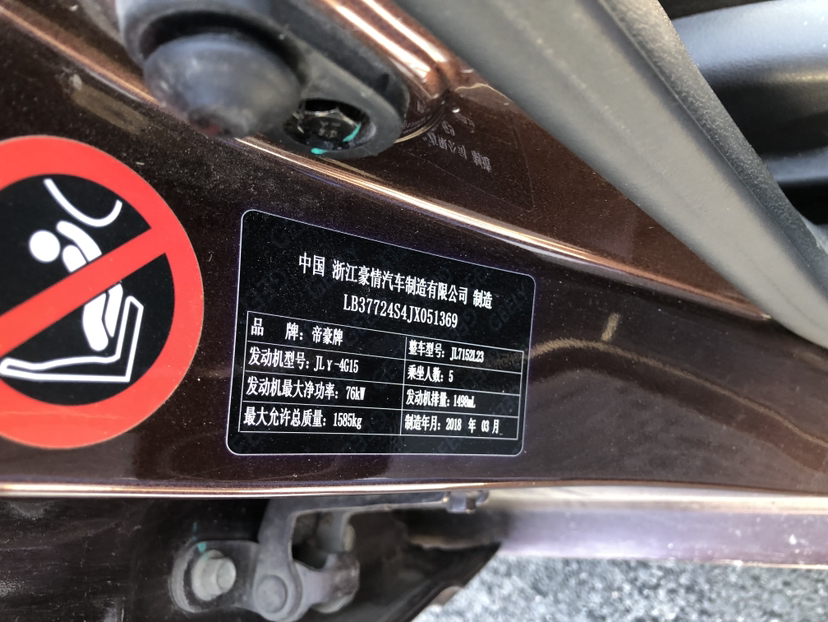 中国 浙江豪情汽车制造有限公司 制造
LB37724S4JX051369
品 牌：帝豪牌
整车型号：JL7152L23
发动机型号：JLγ-4G15
乘坐人数：5
发动机最大净功率：76kW
发动机排量：1498mL
最大允许总质量：1585kg
制造年月：2018 年 03 月